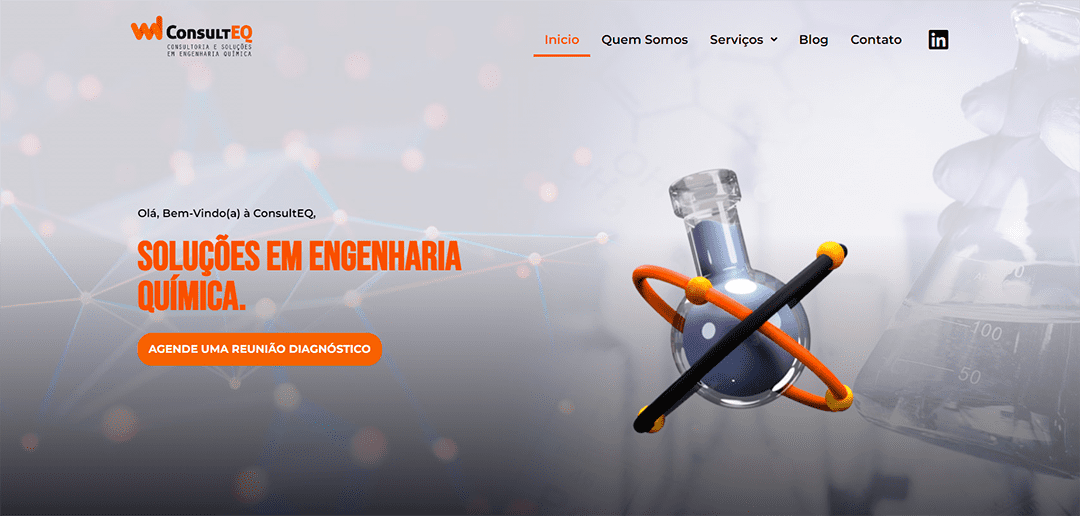 CONSULTEQ
CONSULTORIA E SOLUÇÕES
EM ENGENHARIA QUÍMICA
Inicio Quem Somos Serviços Blog Contato in
Olá, Bem-Vindo(a) à ConsultEQ,
SOLUÇÕES EM ENGENHARIA
QUÍMICA.
AGENDE UMA REUNIÃO DIAGNÓSTICO
100
50